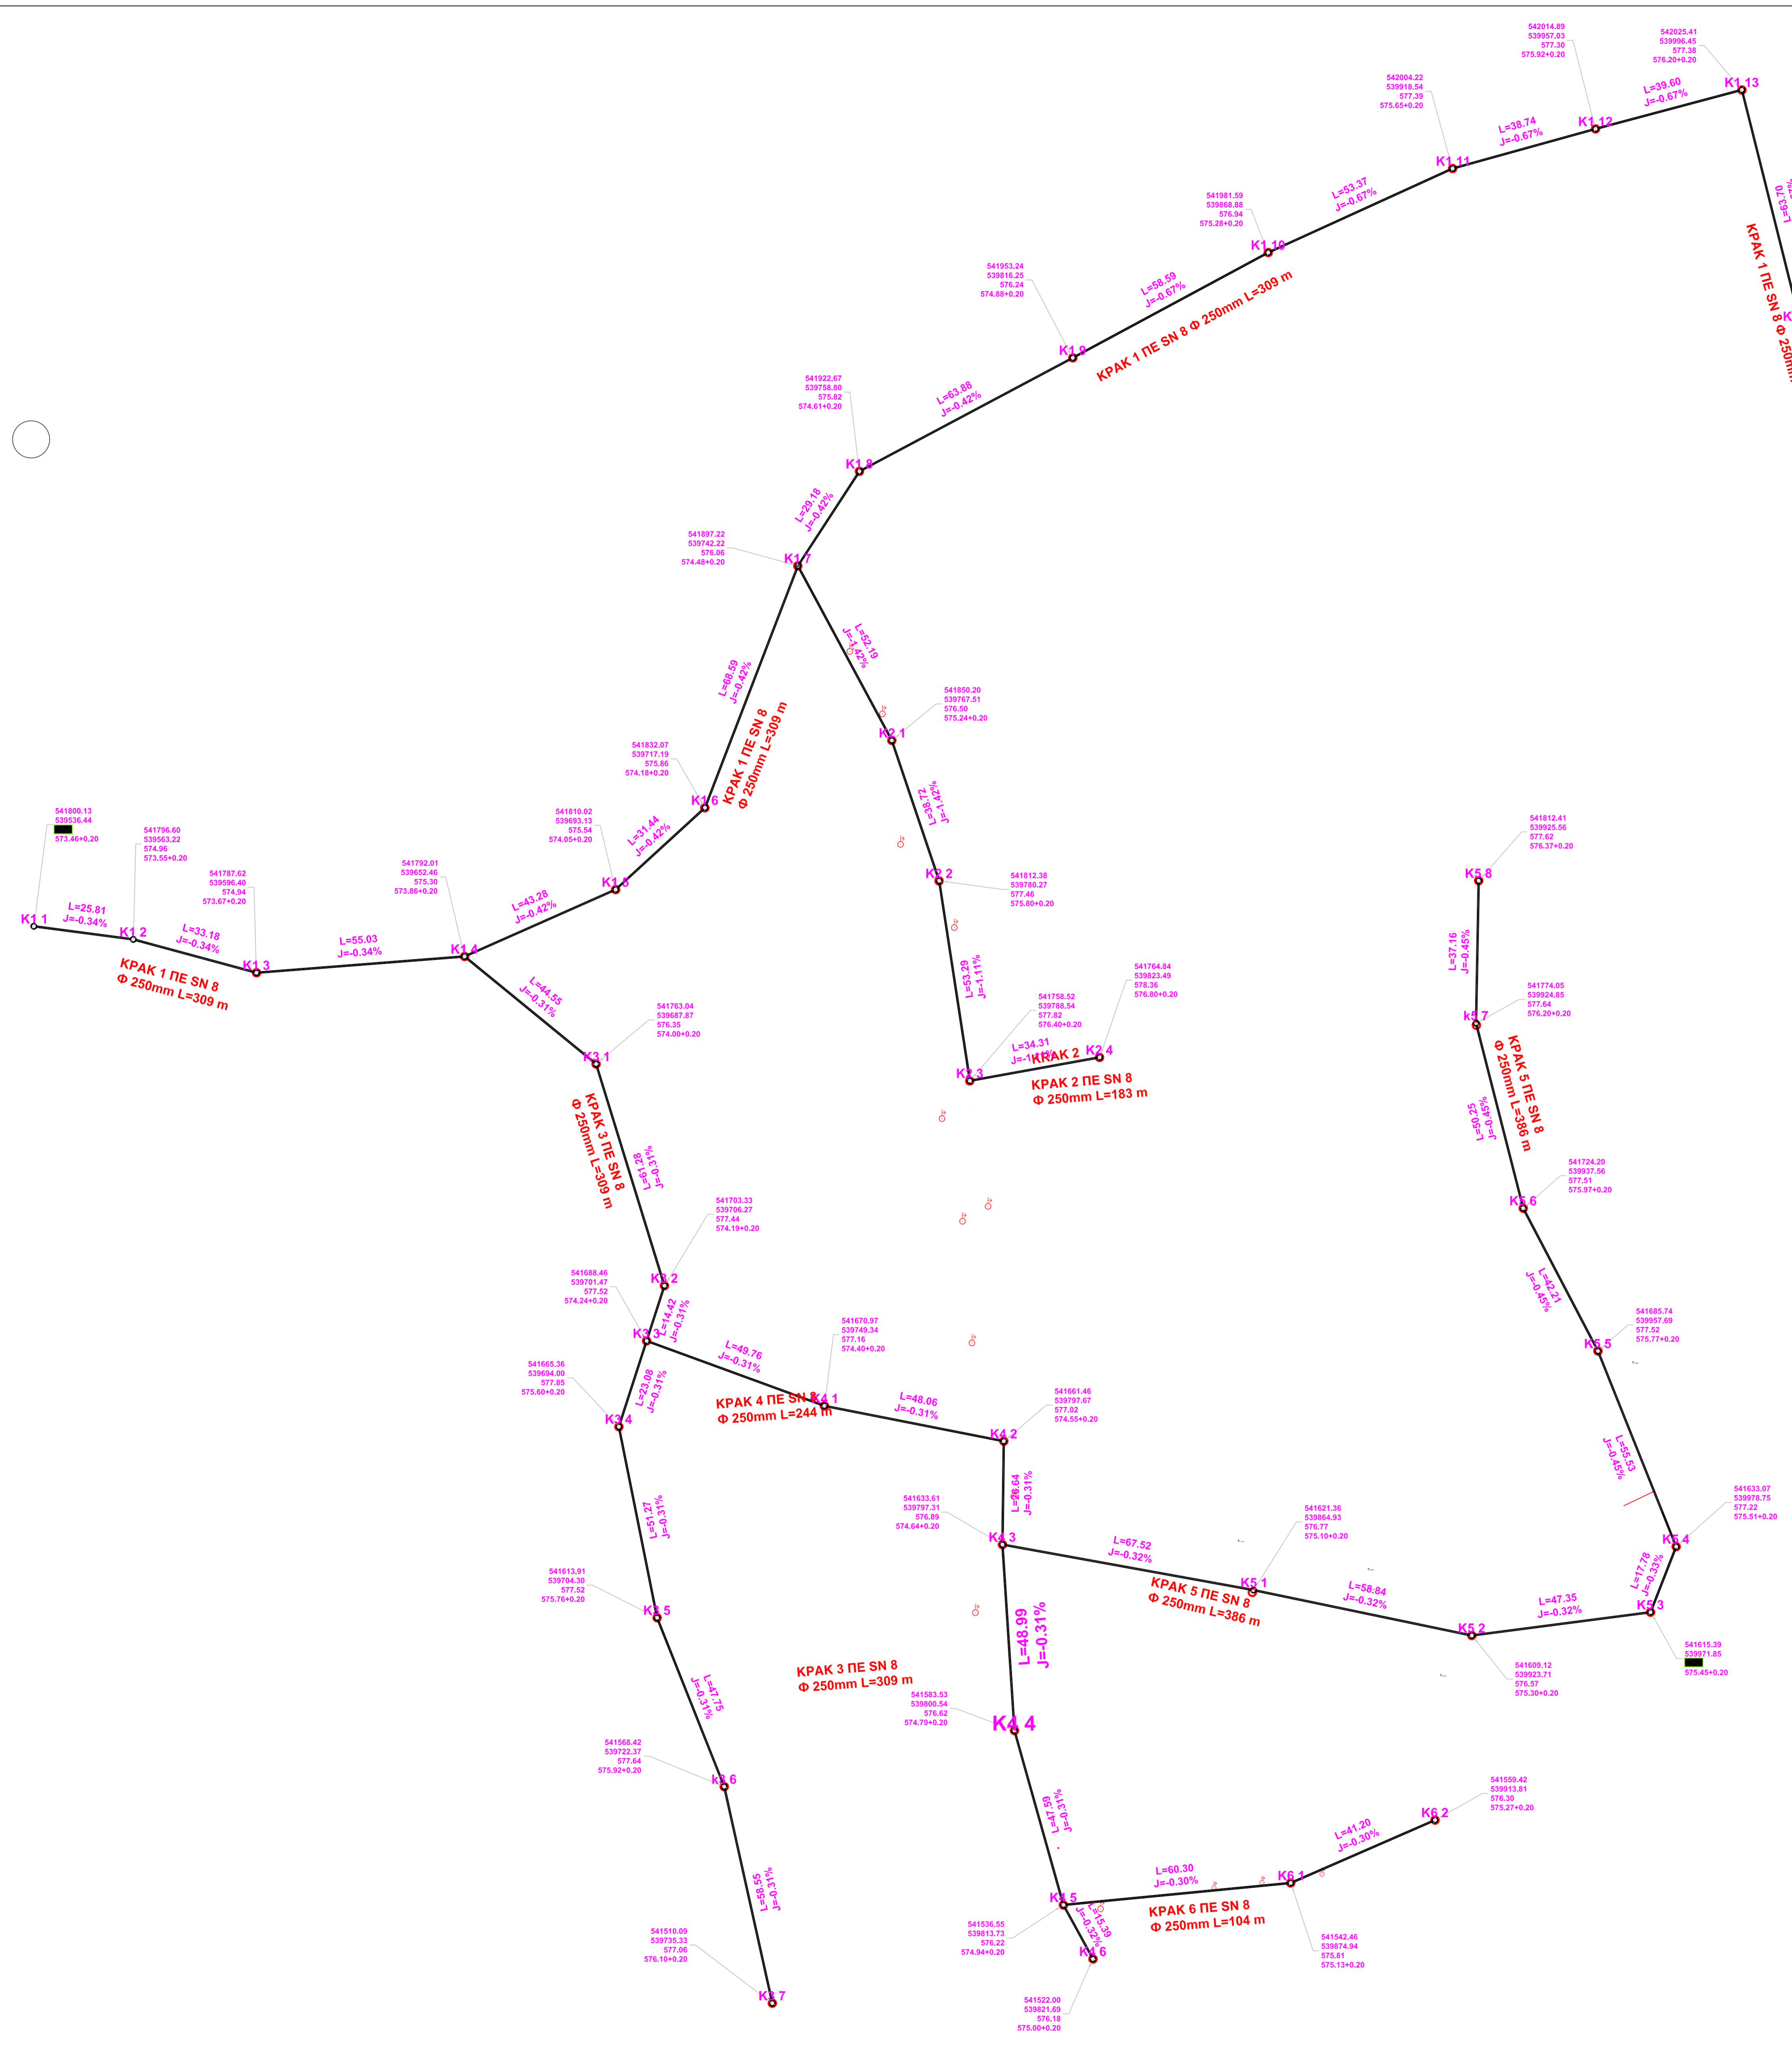 542014.89
539957.03
577.30
575.92+0.20
542025.41
539996.45
577.38
576.20+0.20
K1.13
L=39.60
J=-0.67%
K1.12
542004.22
539918.54
577.39
575.65+0.20
L=38.74
J=-0.67%
K1.11
L=63.70
КРАК 1 ПЕ SN 8 Ф 250mm
L=53.37
J=-0.67%
541981.59
539868.88
576.94
575.28+0.20
K1.10
541953.24
539816.25
576.24
574.88+0.20
L=58.59
J=-0.67%
КРАК 1 ПЕ SN 8 Ф 250mm L=309 m
K1.9
541922.67
539758.80
575.82
574.61+0.20
L=63.88
J=-0.42%
K1.8
L=29.18
J=-0.42%
541897.22
539742.22
576.06
574.48+0.20
K1.7
L=52.19
J=-1.42%
L=68.59
J=-0.42%
КРАК 1 ПЕ SN 8
Ф 250mm L=309 m
541850.20
539767.51
576.50
575.24+0.20
K2.1
541832.07
539717.19
575.86
574.18+0.20
K1.6
L=38.72
J=-1.42%
541800.13
539536.44
573.46+0.20
541796.60
539563.22
574.96
573.55+0.20
541787.62
539596.40
574.94
573.67+0.20
541792.01
539652.46
575.30
573.86+0.20
541810.02
539693.13
575.54
574.05+0.20
L=31.44
J=-0.42%
K1.5
K2.2
541812.38
539780.27
577.46
575.80+0.20
541812.41
539925.56
577.62
576.37+0.20
K5.8
K1.1
L=25.81
J=-0.34%
K1.2
L=33.18
J=-0.34%
K1.3
L=55.03
J=-0.34%
K1.4
L=43.28
J=-0.42%
КРАК 1 ПЕ SN 8
Ф 250mm L=309 m
L=44.55
J=-0.31%
L=53.29
J=-1.11%
541764.84
539823.49
578.36
576.80+0.20
541758.52
539788.54
577.82
576.40+0.20
L=37.16
J=-0.45%
541774.05
539924.85
577.64
576.20+0.20
k5.7
541763.04
539687.87
576.35
574.00+0.20
K3.1
L=34.31
КРАК 2
K2.4
K2.3
КРАК 2 ПЕ SN 8
Ф 250mm L=183 m
КРАК 5 ПЕ SN 8
Ф 250mm L=386 m
L=50.25
J=-0.45%
КРАК 3 ПЕ SN 8
Ф 250mm L=309 m
L=61.28
J=-0.31%
541724.20
539937.56
577.51
575.97+0.20
K5.6
541703.33
539706.27
577.44
574.19+0.20
K3.2
L=42.21
J=-0.45%
541688.46
539701.47
577.52
574.24+0.20
L=14.42
J=-0.31%
K3.3
541670.97
539749.34
577.16
574.40+0.20
L=49.76
J=-0.31%
541685.74
539957.69
577.52
575.77+0.20
K5.5
541665.36
539694.00
577.85
575.60+0.20
L=23.08
J=-0.31%
КРАК 4 ПЕ SN 8
Ф 250mm L=244 m
K4.1
L=48.06
J=-0.31%
541661.46
539797.67
577.02
574.55+0.20
K3.4
K4.2
L=55.53
J=-0.45%
L=26.64
J=-0.31%
541633.61
539797.31
576.89
574.64+0.20
541633.07
539978.75
577.22
575.51+0.20
L=51.27
J=-0.31%
K4.3
541621.36
539864.93
576.77
575.10+0.20
K5.4
L=67.52
J=-0.32%
541613.91
539704.30
577.52
575.76+0.20
K3.5
K5.1
КРАК 5 ПЕ SN 8
Ф 250mm L=386 m
L=58.84
J=-0.32%
L=17.78
J=-0.33%
L=47.35
J=-0.32%
K5.3
K5.2
L=48.99
J=-0.31%
541615.39
539971.85
575.45+0.20
541609.12
539923.71
576.57
575.30+0.20
L=47.75
J=-0.31%
КРАК 3 ПЕ SN 8
Ф 250mm L=309 m
541583.53
539800.54
576.62
574.79+0.20
K4.4
541568.42
539722.37
577.64
575.92+0.20
k3.6
L=47.59
J=-0.31%
541559.42
539913.81
576.30
575.27+0.20
K6.2
L=41.20
J=-0.30%
L=58.55
J=-0.31%
L=60.30
J=-0.30%
K6.1
K4.5
КРАК 6 ПЕ SN 8
Ф 250mm L=104 m
L=15.39
J=-0.32%
541536.55
539813.73
576.22
574.94+0.20
K4.6
541542.46
539874.94
575.81
575.13+0.20
541510.09
539735.33
577.06
576.10+0.20
K3.7
541522.00
539821.69
576.18
575.00+0.20